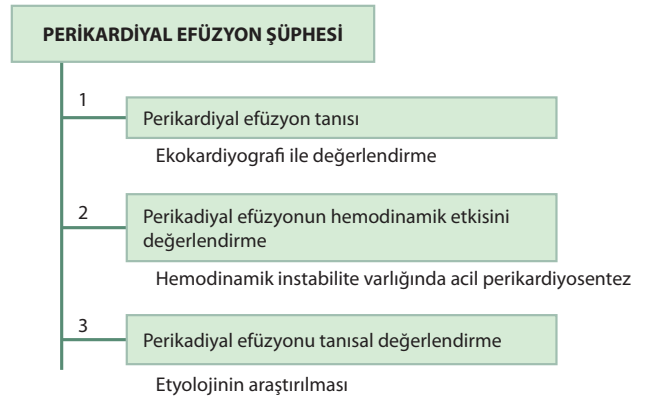 PERİKARDİYAL EFÜZYON ŞÜPHESİ
1
Perikardiyal efüzyon tanısı
Ekokardiyografi ile değerlendirme
2
Perikadiyal efüzyonun hemodinamik etkisini
değerlendirme
Hemodinamik instabilite varlığında acil perikardiyosentez
3
Perikadiyal efüzyonu tanısal değerlendirme
Etyolojinin araştırılması